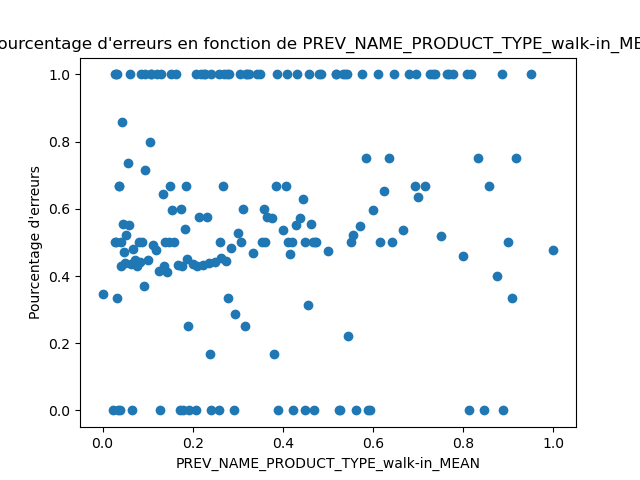 ourcentage d'erreurs en fonction de PREV_NAME_PRODUCT_TYPE_walk-in_ME
1.0
0.8
0.6
0.4
0.2
0.0
Pourcentage d'erreurs
0.0 0.2 0.4 0.6 0.8 1.0
PREV_NAME_PRODUCT_TYPE_walk-in_MEAN